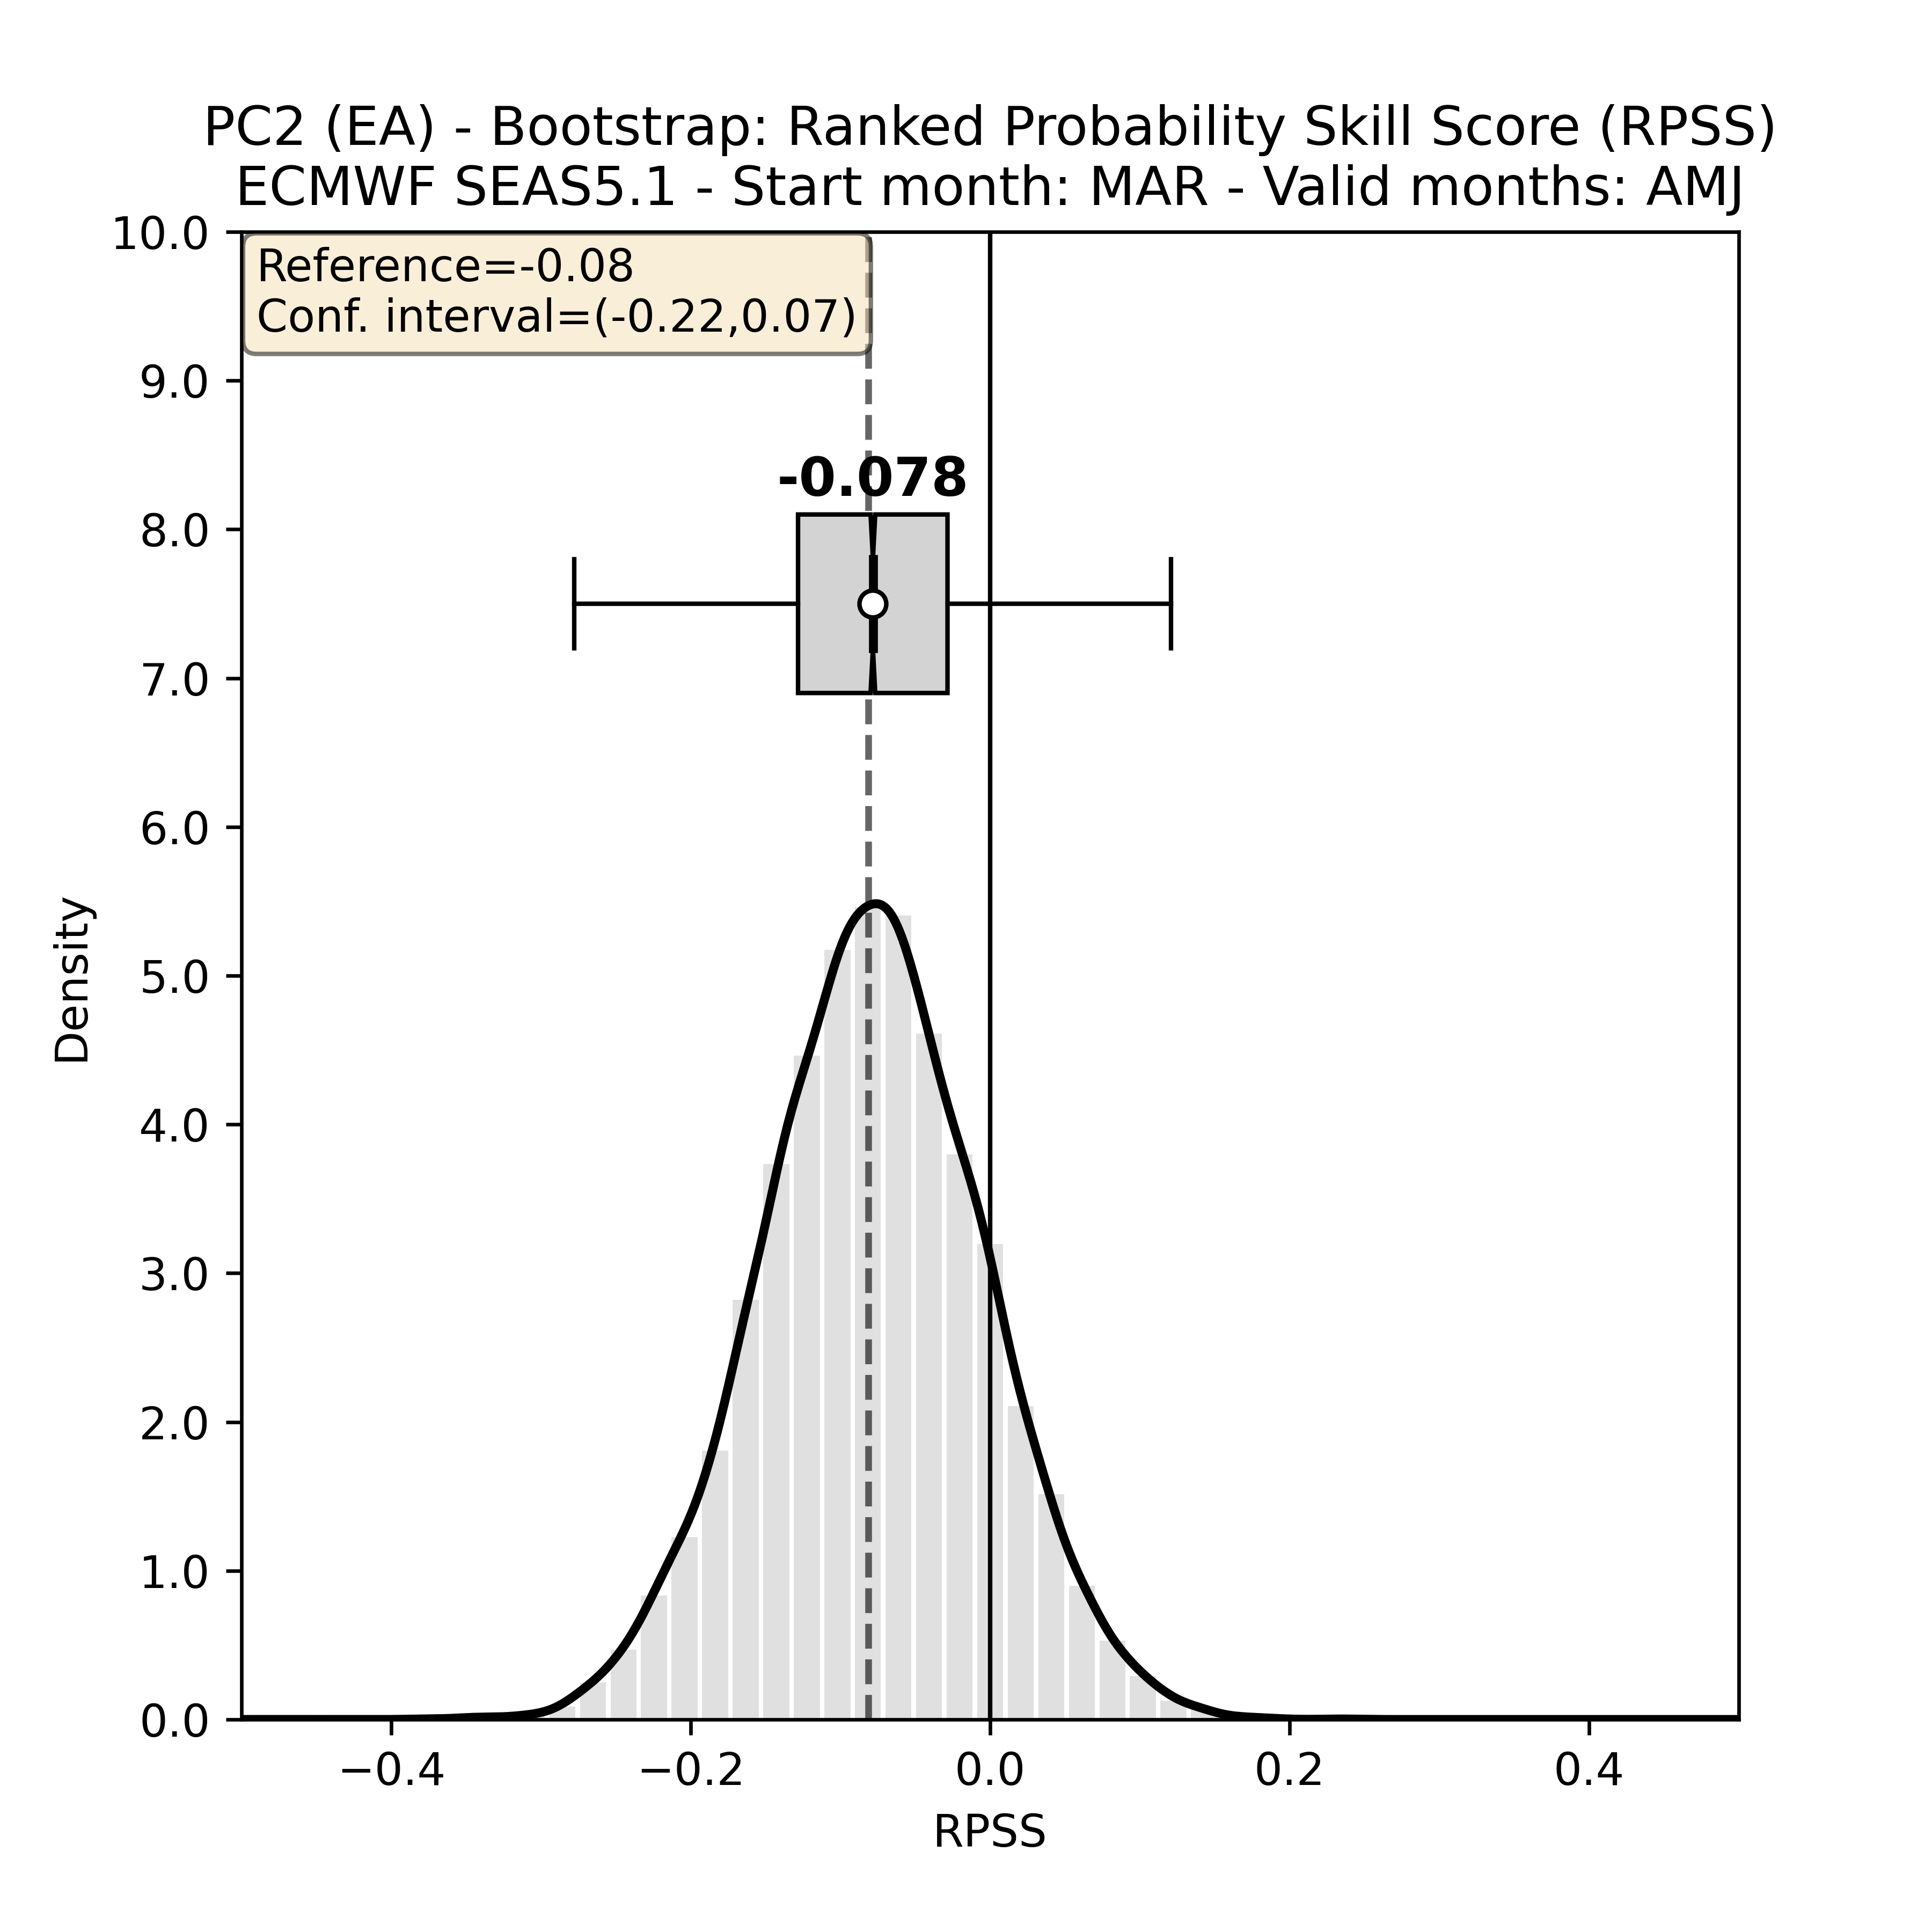 PC2 (EA) - Bootstrap: Ranked Probability Skill Score (RPSS)
ECMWF SEAS5.1 - Start month: MAR - Valid months: AMJ
10.0
Reference=-0.08
Conf. interval=(-0.22,0.07)
9.0
-0.078
8.0
7.0
6.0
Density
5.0
4.0
3.0
2.0
1.0
0.0
−0.4 −0.2 0.0 0.2 0.4
RPSS